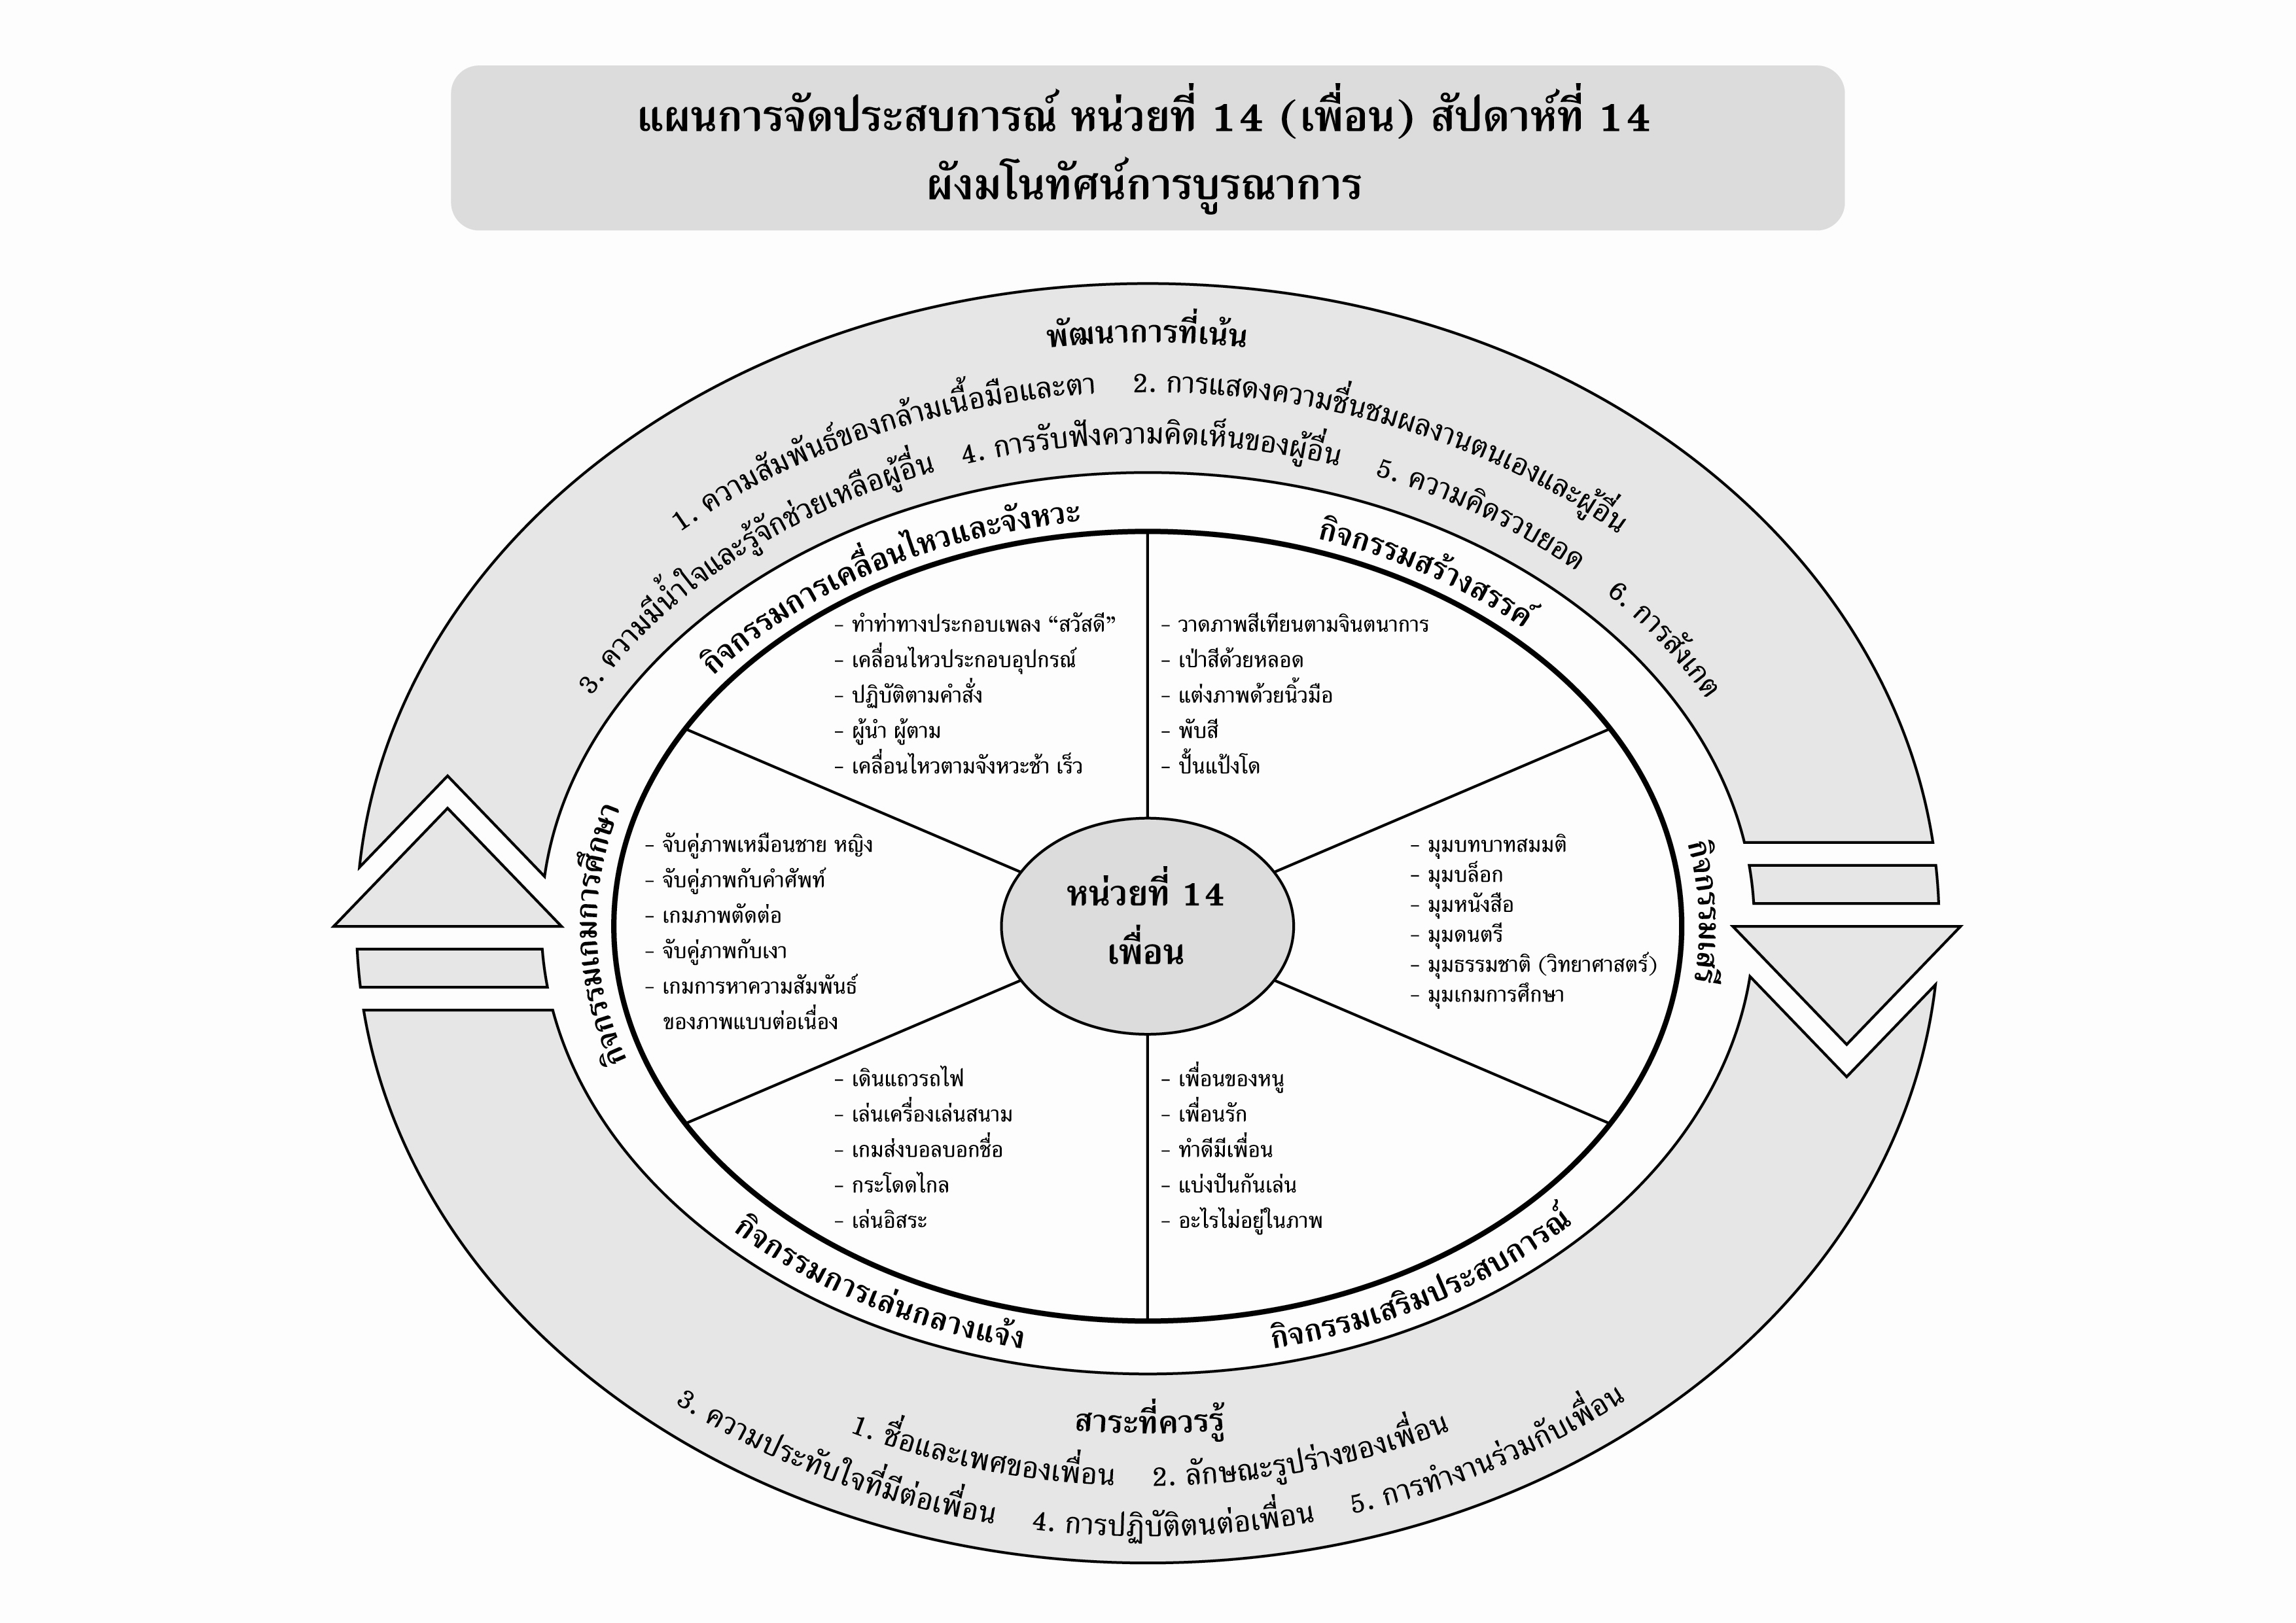 แผนการจัดประสบการณ์ หน่วยที่ 14 (เพื่อน) สัปดาห์ที่ 14
ผังมโนทัศน์การบูรณาการ
พัฒนาการที่เน้น
1. ความสัมพันธ์ของกล้ามเนื้อมือและตา 2. การแสดงความชื่นชมผลงานตนเองและผู้อื่น
3. ความมีน้ำใจและรู้จักช่วยเหลือผู้อื่น 4. การรับฟังความคิดเห็นของผู้อื่น 5. ความคิดรวบยอด 6. การสังเกต
กิจกรรมการเคลื่อนไหวและจังหวะ
- ทำท่าทางประกอบเพลง “สวัสดี”
- เคลื่อนไหวประกอบอุปกรณ์
- ปฏิบัติตามคำสั่ง
- ผู้นำ ผู้ตาม
- เคลื่อนไหวตามจังหวะช้า เร็ว
กิจกรรมสร้างสรรค์
- วาดภาพสีเทียนตามจินตนาการ
- เป่าสีด้วยหลอด
- แต่งภาพด้วยนิ้วมือ
- พับสี
- ปั้นแป้งโด
กิจกรรมเกมการศึกษา
- จับคู่ภาพเหมือนชาย หญิง
- จับคู่ภาพกับคำศัพท์
- เกมภาพตัดต่อ
- จับคู่ภาพกับเงา
- เกมการหาความสัมพันธ์
ของภาพแบบต่อเนื่อง
หน่วยที่ 14
เพื่อน
กิจกรรมเสรี
- มุมบทบาทสมมติ
- มุมบล็อก
- มุมหนังสือ
- มุมดนตรี
- มุมธรรมชาติ (วิทยาศาสตร์)
- มุมเกมการศึกษา
- เดินแถวรถไฟ
- เล่นเครื่องเล่นสนาม
- เกมส่งบอลบอกชื่อ
- กระโดดไกล
- เล่นอิสระ
กิจกรรมการเล่นกลางแจ้ง
- เพื่อนของหนู
- เพื่อนรัก
- ทำดีมีเพื่อน
- แบ่งปันกันเล่น
- อะไรไม่อยู่ในภาพ
กิจกรรมเสริมประสบการณ์
สาระที่ควรรู้
1. ชื่อและเพศของเพื่อน 2. ลักษณะรูปร่างของเพื่อน
3. ความประทับใจที่มีต่อเพื่อน 4. การปฏิบัติตนต่อเพื่อน 5. การทำงานร่วมกับเพื่อน